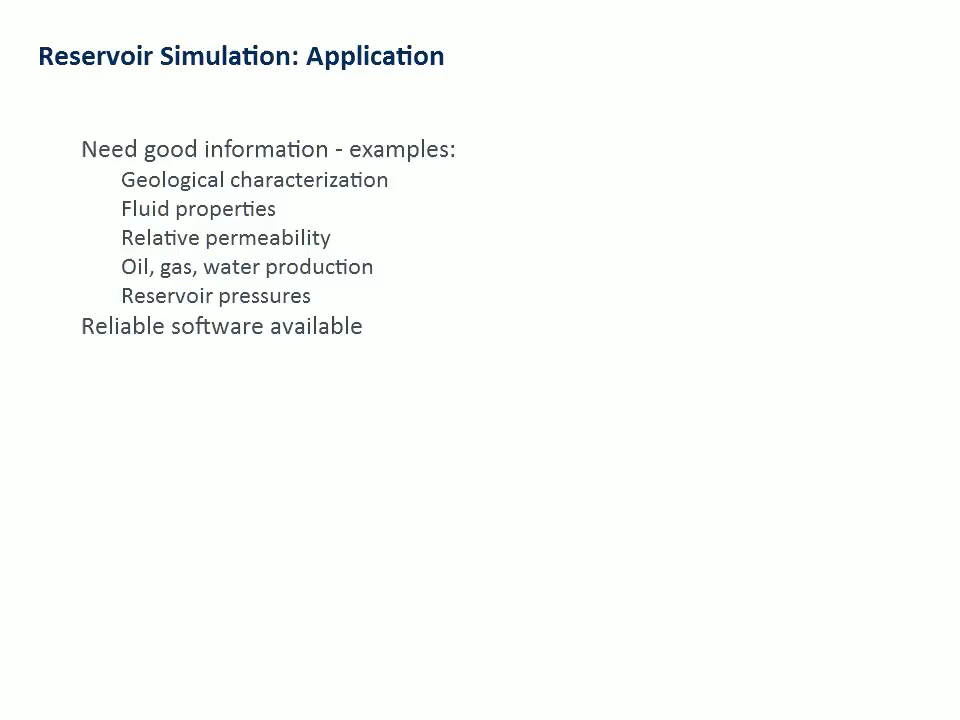 Reservoir Simulation: Application
Need good information - examples:
Geological characterization
Fluid properties
Relative permeability
Oil, gas, water production
Reservoir pressures
Reliable software available